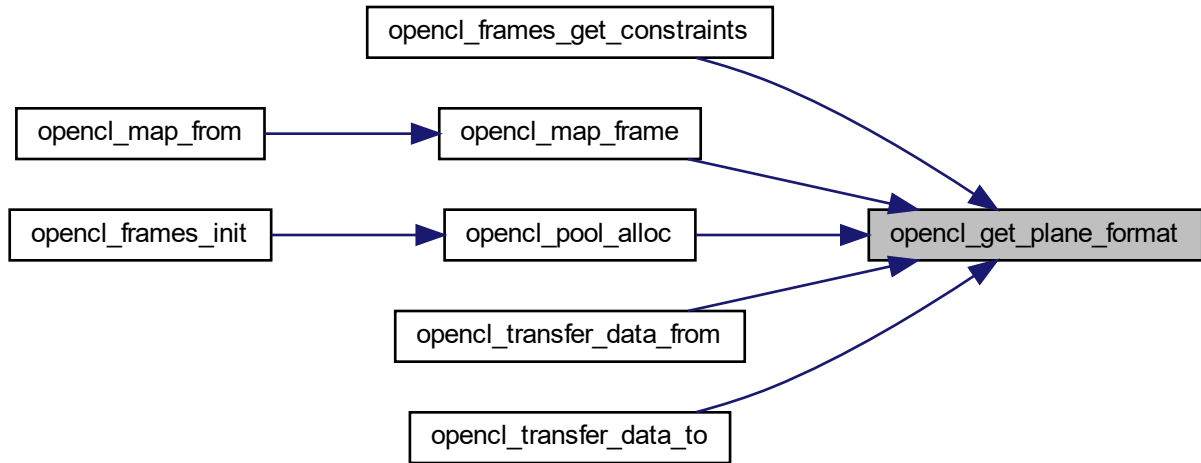 opencl_frames_get_constraints
opencl_map_from
opencl_map_frame
opencl_frames_init
opencl_pool_alloc
opencl_get_plane_format
opencl_transfer_data_from
opencl_transfer_data_to